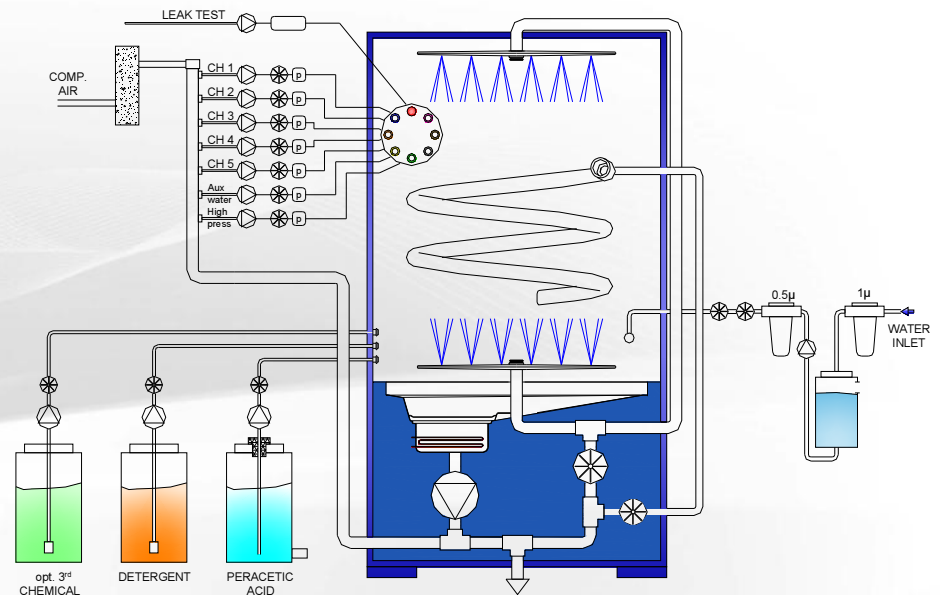 LEAK TEST
COMP.
AIR
CH 1
p
CH 2
p
CH 3
p
CH 4
p
CH 5
p
Aux
water
p
High
press
p
0.5µ
1µ
WATER
INLET
opt. 3rd
CHEMICAL
DETERGENT
PERACETIC
ACID